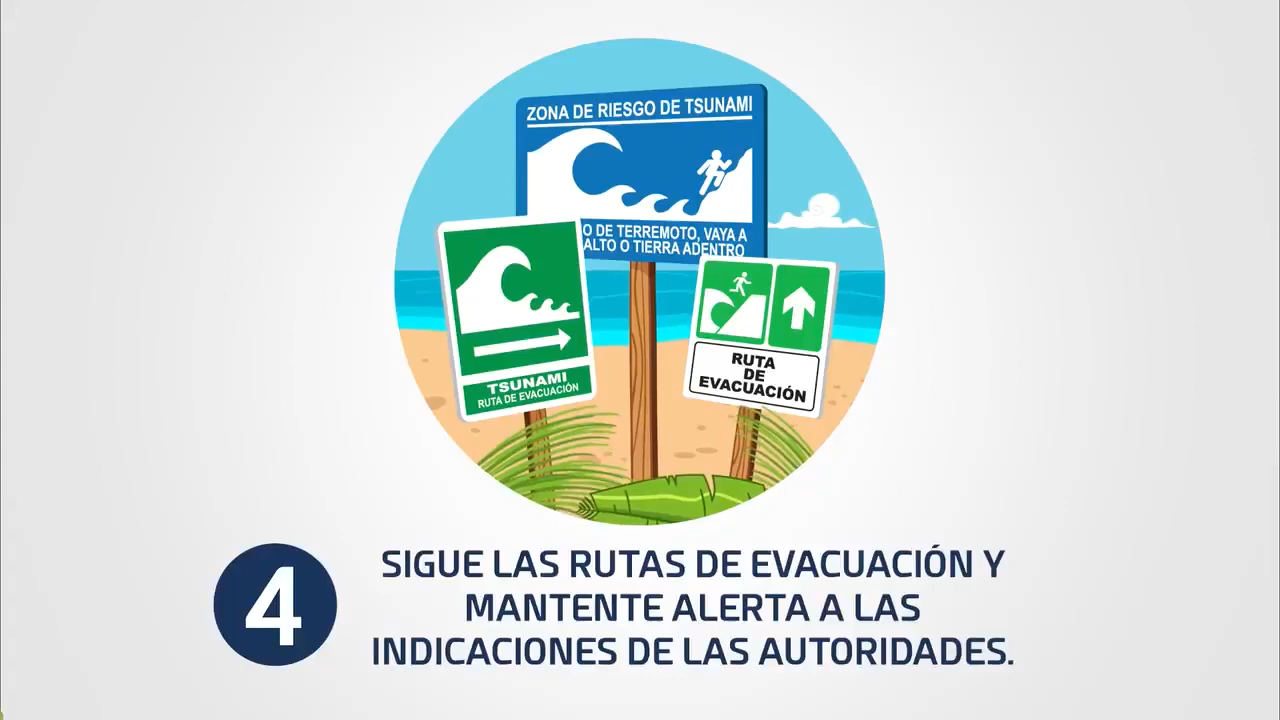 ZONA DE RIESGO DE TSUNAMI
O DE TERREMOTO, VAYA A
ALTO O TIERRA ADENTRO
TSUNAMI
RUTA DE EVACUACIÓN
RUTA
DE
EVACUACIÓN
4
SIGUE LAS RUTAS DE EVACUACIÓN Y
MANTENTE ALERTA A LAS
INDICACIONES DE LAS AUTORIDADES.